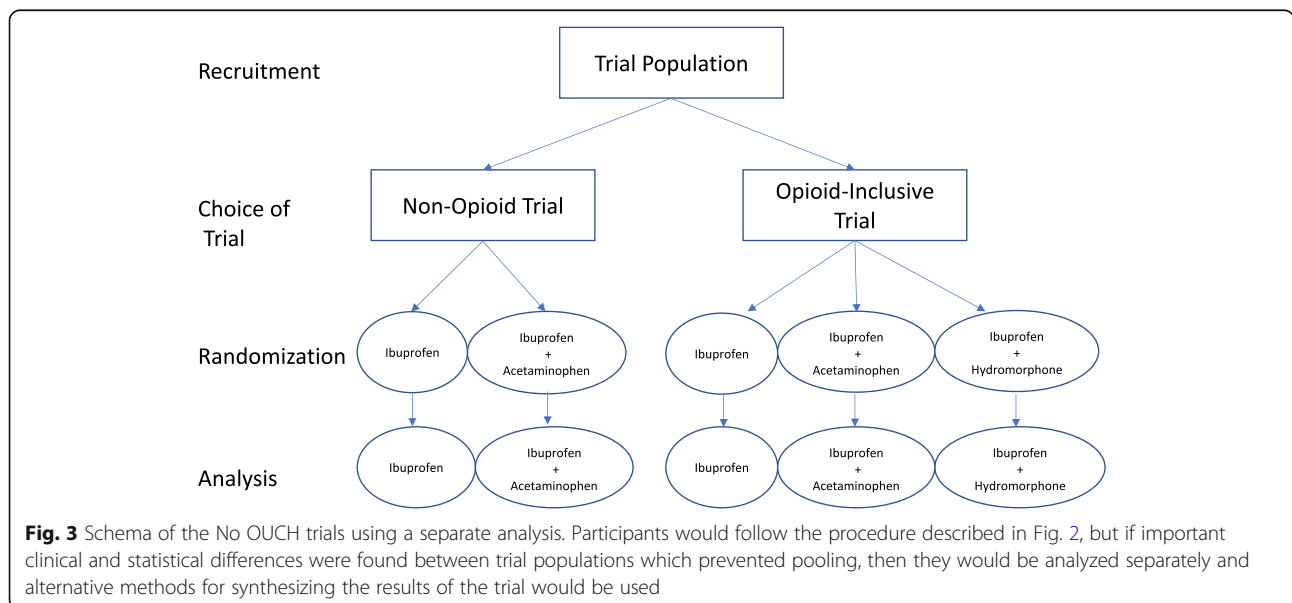 Recruitment
Trial Population
Choice of
Trial
Non-Opioid Trial
Opioid-Inclusive
Trial
Randomization
Ibuprofen
Ibuprofen
+
Acetaminophen
Ibuprofen
Ibuprofen
+
Acetaminophen
Ibuprofen
+
Hydromorphone
Analysis
Ibuprofen
Ibuprofen
+
Acetaminophen
Ibuprofen
Ibuprofen
+
Acetaminophen
Ibuprofen
+
Hydromorphone
Fig. 3 Schema of the No OUCH trials using a separate analysis. Participants would follow the procedure described in Fig. 2, but if important
clinical and statistical differences were found between trial populations which prevented pooling, then they would be analyzed separately and
alternative methods for synthesizing the results of the trial would be used